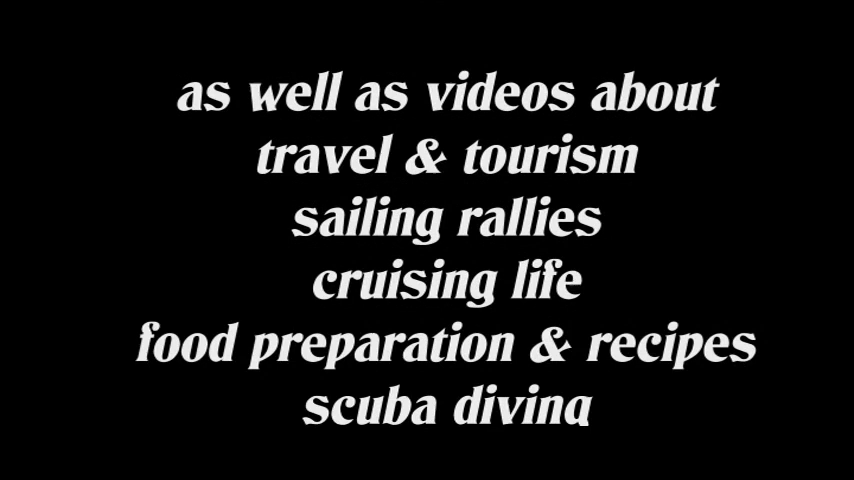 as well as videos about
travel & tourism
sailing rallies
cruising life
food preparation & recipes
scuba diving